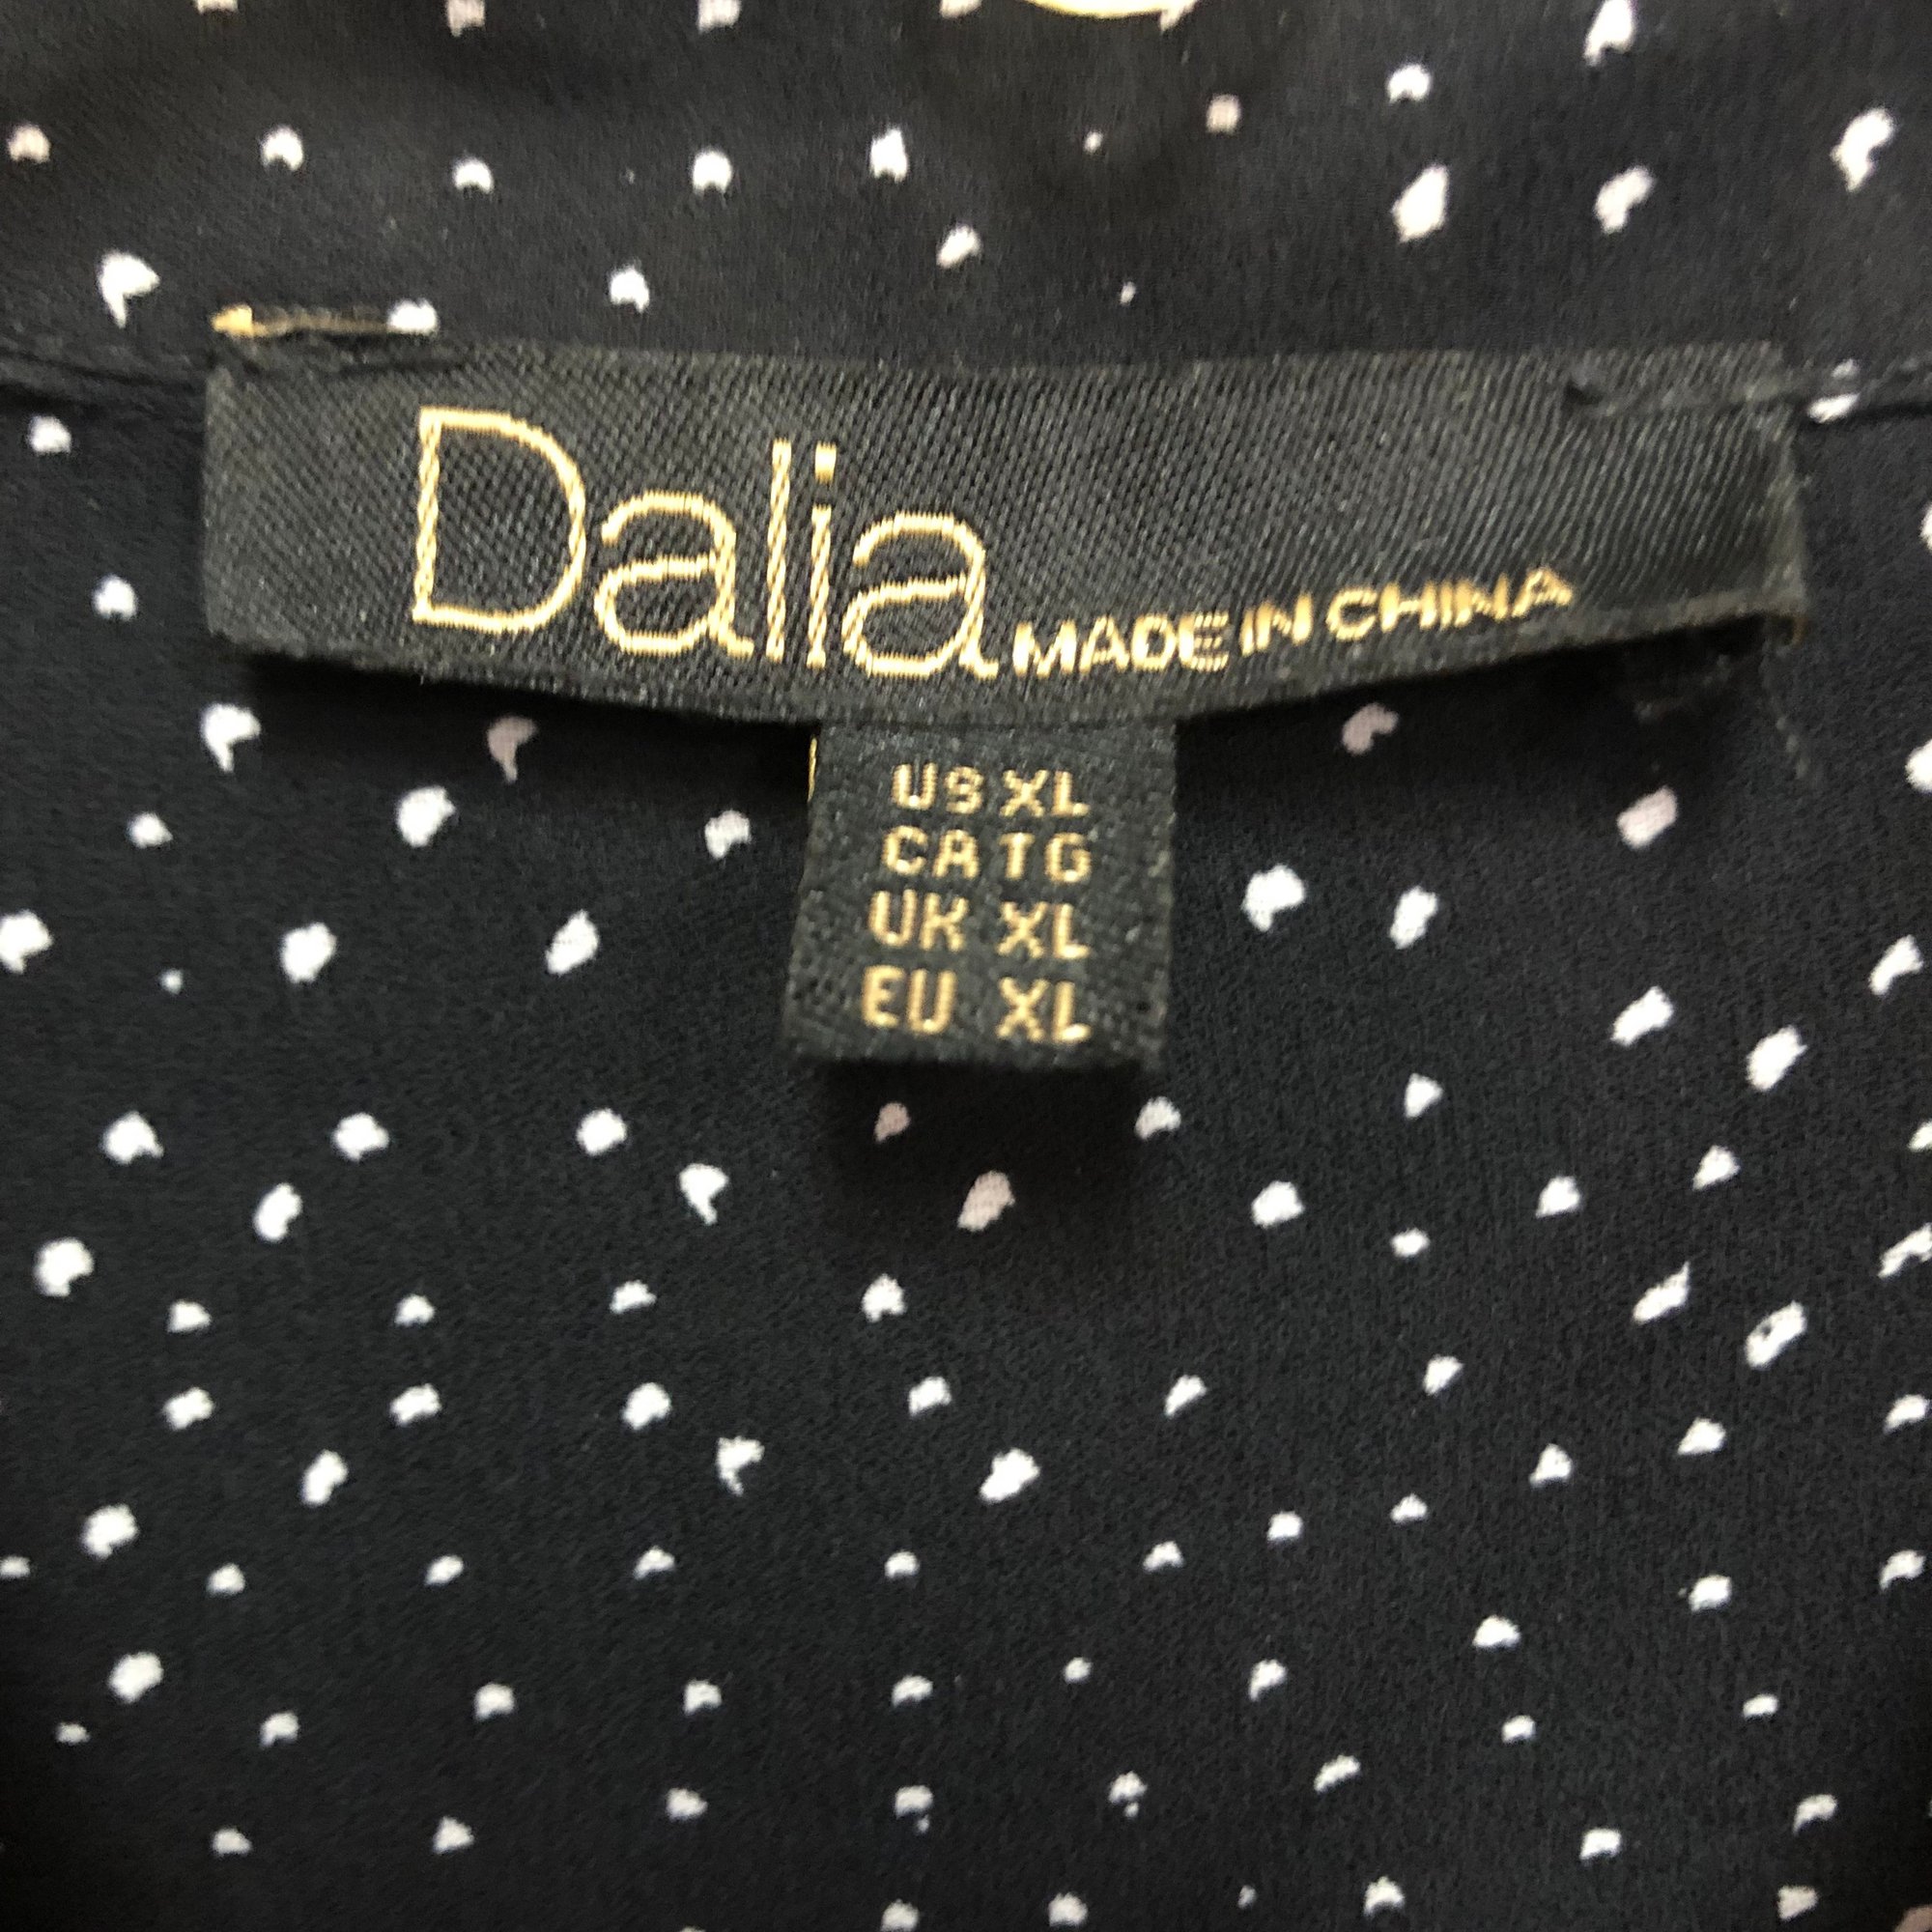 Dalia MADE IN CHINA
US XL
CA TG
UK XL
EU XL